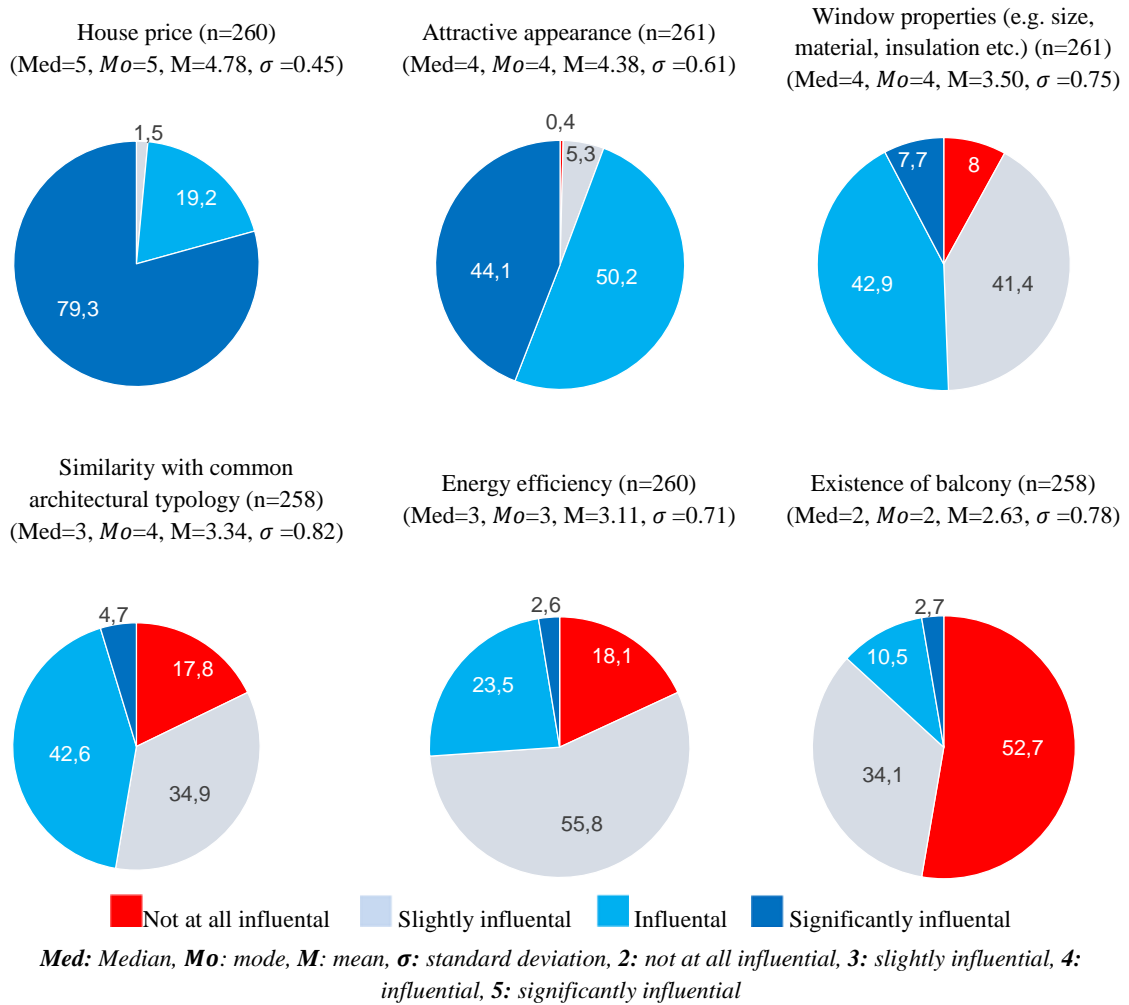 House price (n=260)
(Med=5, Mo=5, M=4.78, σ =0.45)
Attractive appearance (n=261)
(Med=4, Mo=4, M=4.38, σ =0.61)
Window properties (e.g. size,
material, insulation etc.) (n=261)
(Med=4, Mo=4, M=3.50, σ =0.75)
1,5
19,2
79,3
0,4
5,3
50,2
44,1
8
41,4
42,9
7,7
Similarity with common
architectural typology (n=258)
(Med=3, Mo=4, M=3.34, σ =0.82)
Energy efficiency (n=260)
(Med=3, Mo=3, M=3.11, σ =0.71)
Existence of balcony (n=258)
(Med=2, Mo=2, M=2.63, σ =0.78)
4,7
17,8
34,9
42,6
2,6
18,1
55,8
23,5
2,7
52,7
34,1
10,5
Not at all influental
Slightly influental
Influental
Significantly influental
Med: Median, Mo: mode, M: mean, σ: standard deviation, 2: not at all influential, 3: slightly influential, 4:
influential, 5: significantly influential